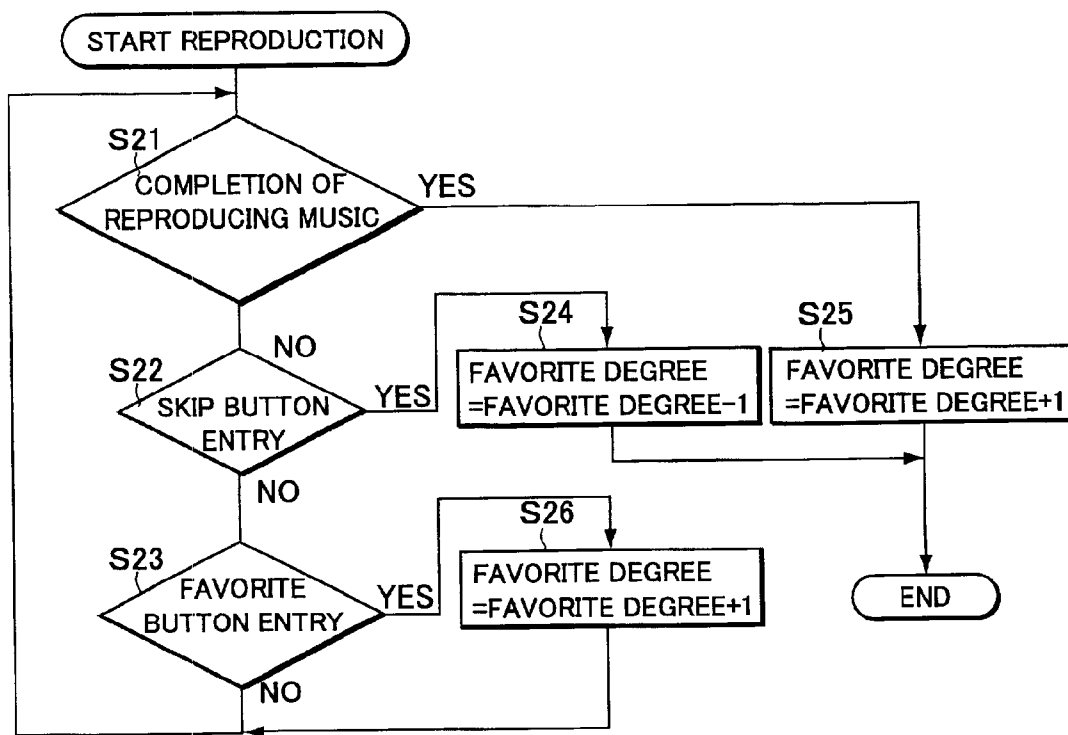 START REPRODUCTION
S21
COMPLETION OF
REPRODUCING MUSIC
YES
NO
S22
SKIP BUTTON
ENTRY
YES
S24
FAVORITE DEGREE
=FAVORITE DEGREE-1
S25
FAVORITE DEGREE
=FAVORITE DEGREE+1
NO
S23
FAVORITE
BUTTON ENTRY
YES
S26
FAVORITE DEGREE
=FAVORITE DEGREE+1
END
NO